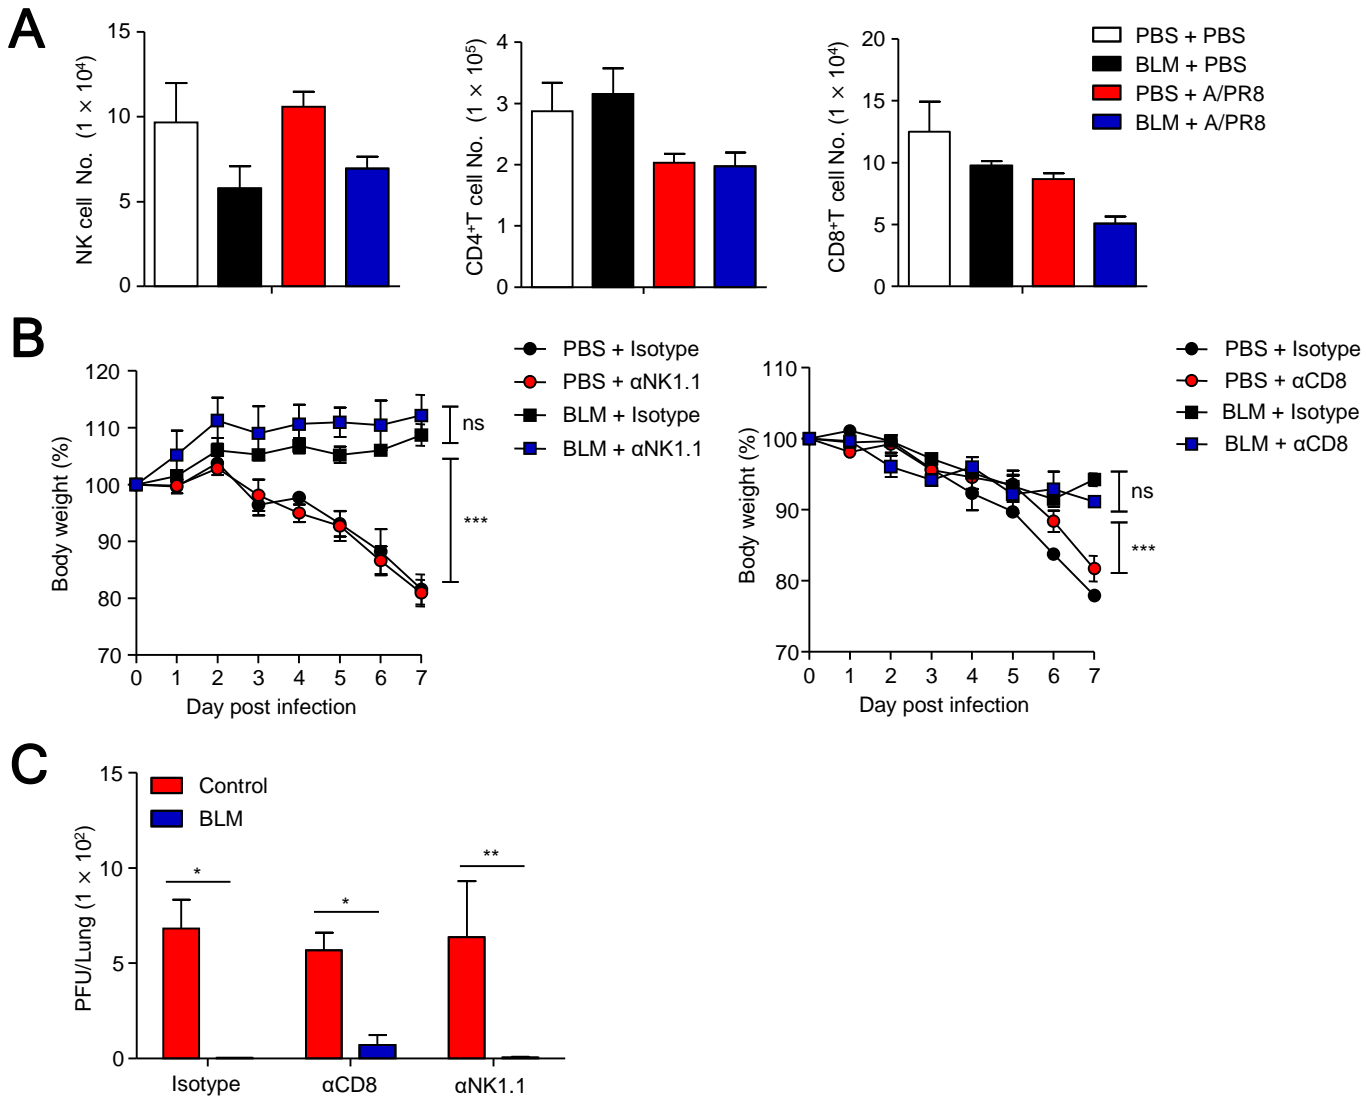 A
NK cell No. (1 × 10⁴)
15
10
5
0
CD4⁺T cell No. (1 × 10⁵)
4
3
2
1
0
CD8⁺T cell No. (1 × 10⁴)
20
15
10
5
0
PBS + PBS
BLM + PBS
PBS + A/PR8
BLM + A/PR8
B
Body weight (%)
120
110
100
90
80
70
0 1 2 3 4 5 6 7
Day post infection
PBS + Isotype
PBS + αNK1.1
BLM + Isotype
BLM + αNK1.1
ns
***
Body weight (%)
110
100
90
80
70
0 1 2 3 4 5 6 7
Day post infection
PBS + Isotype
PBS + αCD8
BLM + Isotype
BLM + αCD8
ns
***
C
PFU/Lung (1 × 10²)
15
10
5
0
Control
BLM
*
*
**
Isotype αCD8 αNK1.1